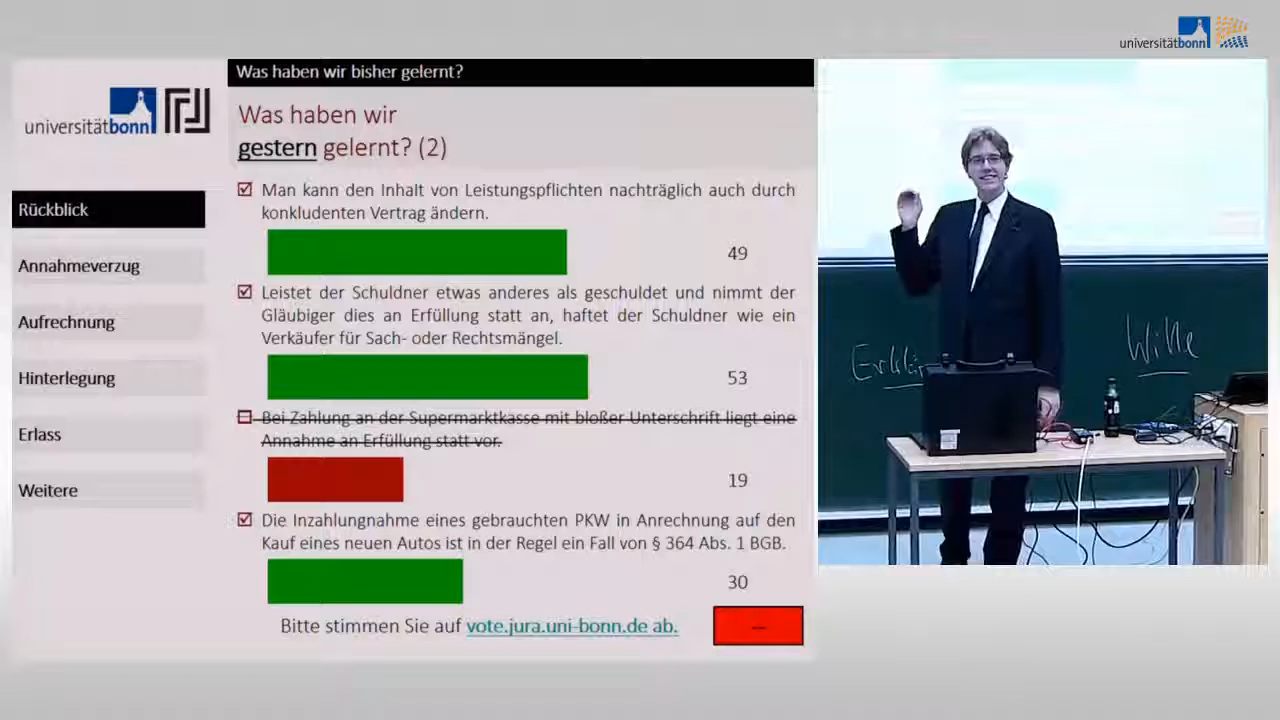 universitätbonn
Was haben wir bisher gelernt?
universitätbonn
Was haben wir
gestern gelernt? (2)
Rückblick
Annahmeverzug
Aufrechnung
Hinterlegung
Erlass
Weitere
Man kann den Inhalt von Leistungspflichten nachträglich auch durch
konkludenten Vertrag ändern.
49
Leistet der Schuldner etwas anderes als geschuldet und nimmt der
Gläubiger dies an Erfüllung statt an, haftet der Schuldner wie ein
Verkäufer für Sach- oder Rechtsmängel.
53
Bei Zahlung an der Supermarktkasse mit bloßer Unterschrift liegt eine
Annahme an Erfüllung statt vor.
19
Die Inzahlungnahme eines gebrauchten PKW in Anrechnung auf den
Kauf eines neuen Autos ist in der Regel ein Fall von § 364 Abs. 1 BGB.
30
Bitte stimmen Sie auf vote.jura.uni-bonn.de ab.
Wille